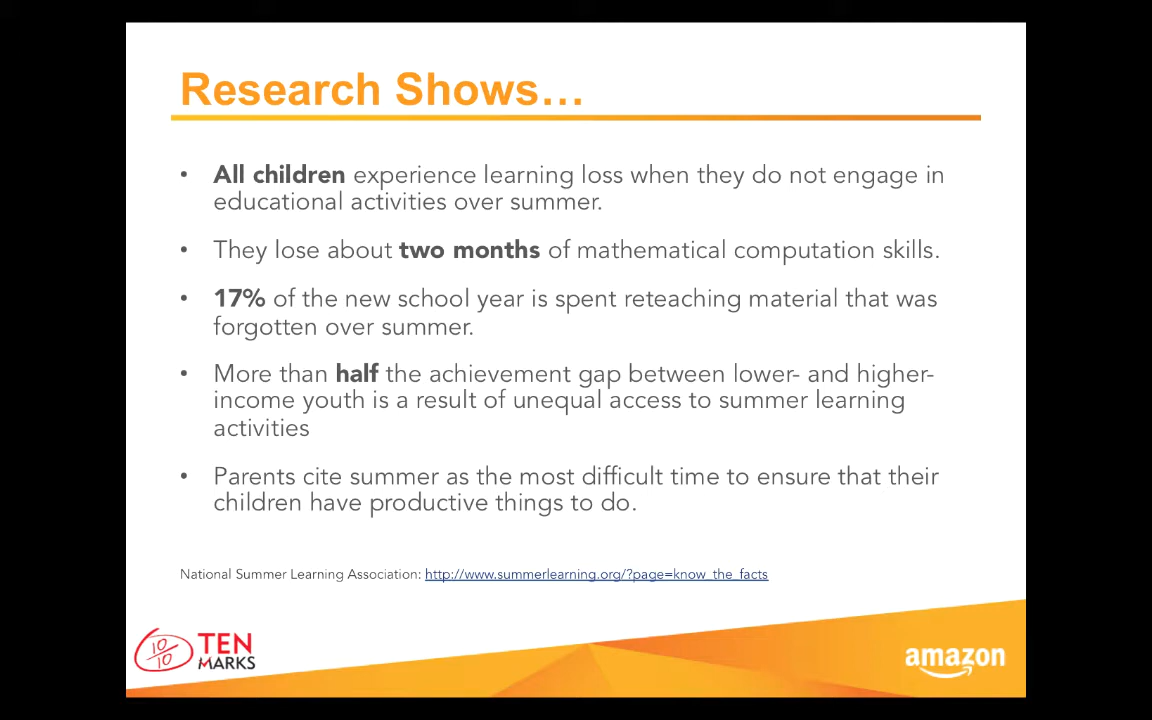 Research Shows…
• All children experience learning loss when they do not engage in
educational activities over summer.
• They lose about two months of mathematical computation skills.
• 17% of the new school year is spent reteaching material that was
forgotten over summer.
• More than half the achievement gap between lower- and higher-
income youth is a result of unequal access to summer learning
activities
• Parents cite summer as the most difficult time to ensure that their
children have productive things to do.
National Summer Learning Association: http://www.summerlearning.org/?page=know_the_facts
10/10 TEN
MARKS
amazon